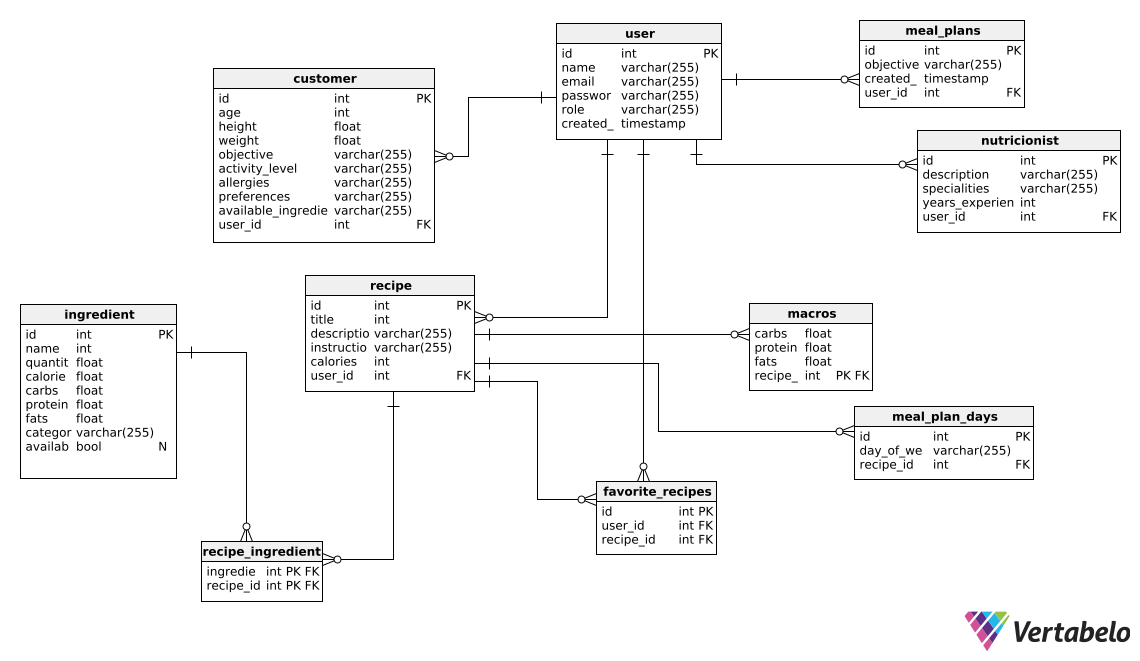 user
id int PK
name varchar(255)
email varchar(255)
passwor varchar(255)
role varchar(255)
created_ timestamp
meal_plans
id int PK
objective varchar(255)
created_ timestamp
user_id int FK
customer
id int PK
age int
height float
weight float
objective varchar(255)
activity_level varchar(255)
allergies varchar(255)
preferences varchar(255)
available_ingredie varchar(255)
user_id int FK
nutricionist
id int PK
description varchar(255)
specialities varchar(255)
years_experien int
user_id int FK
recipe
id int PK
title int
descriptio varchar(255)
instructio varchar(255)
calories int
user_id int FK
ingredient
id int PK
name int
quantit float
calorie float
carbs float
protein float
fats float
categor varchar(255)
availab bool N
macros
carbs float
protein float
fats float
recipe_ int PK FK
meal_plan_days
id int PK
day_of_we varchar(255)
recipe_id int FK
favorite_recipes
id int PK
user_id int FK
recipe_id int FK
recipe_ingredient
ingredie int PK FK
recipe_id int PK FK
Vertabelo